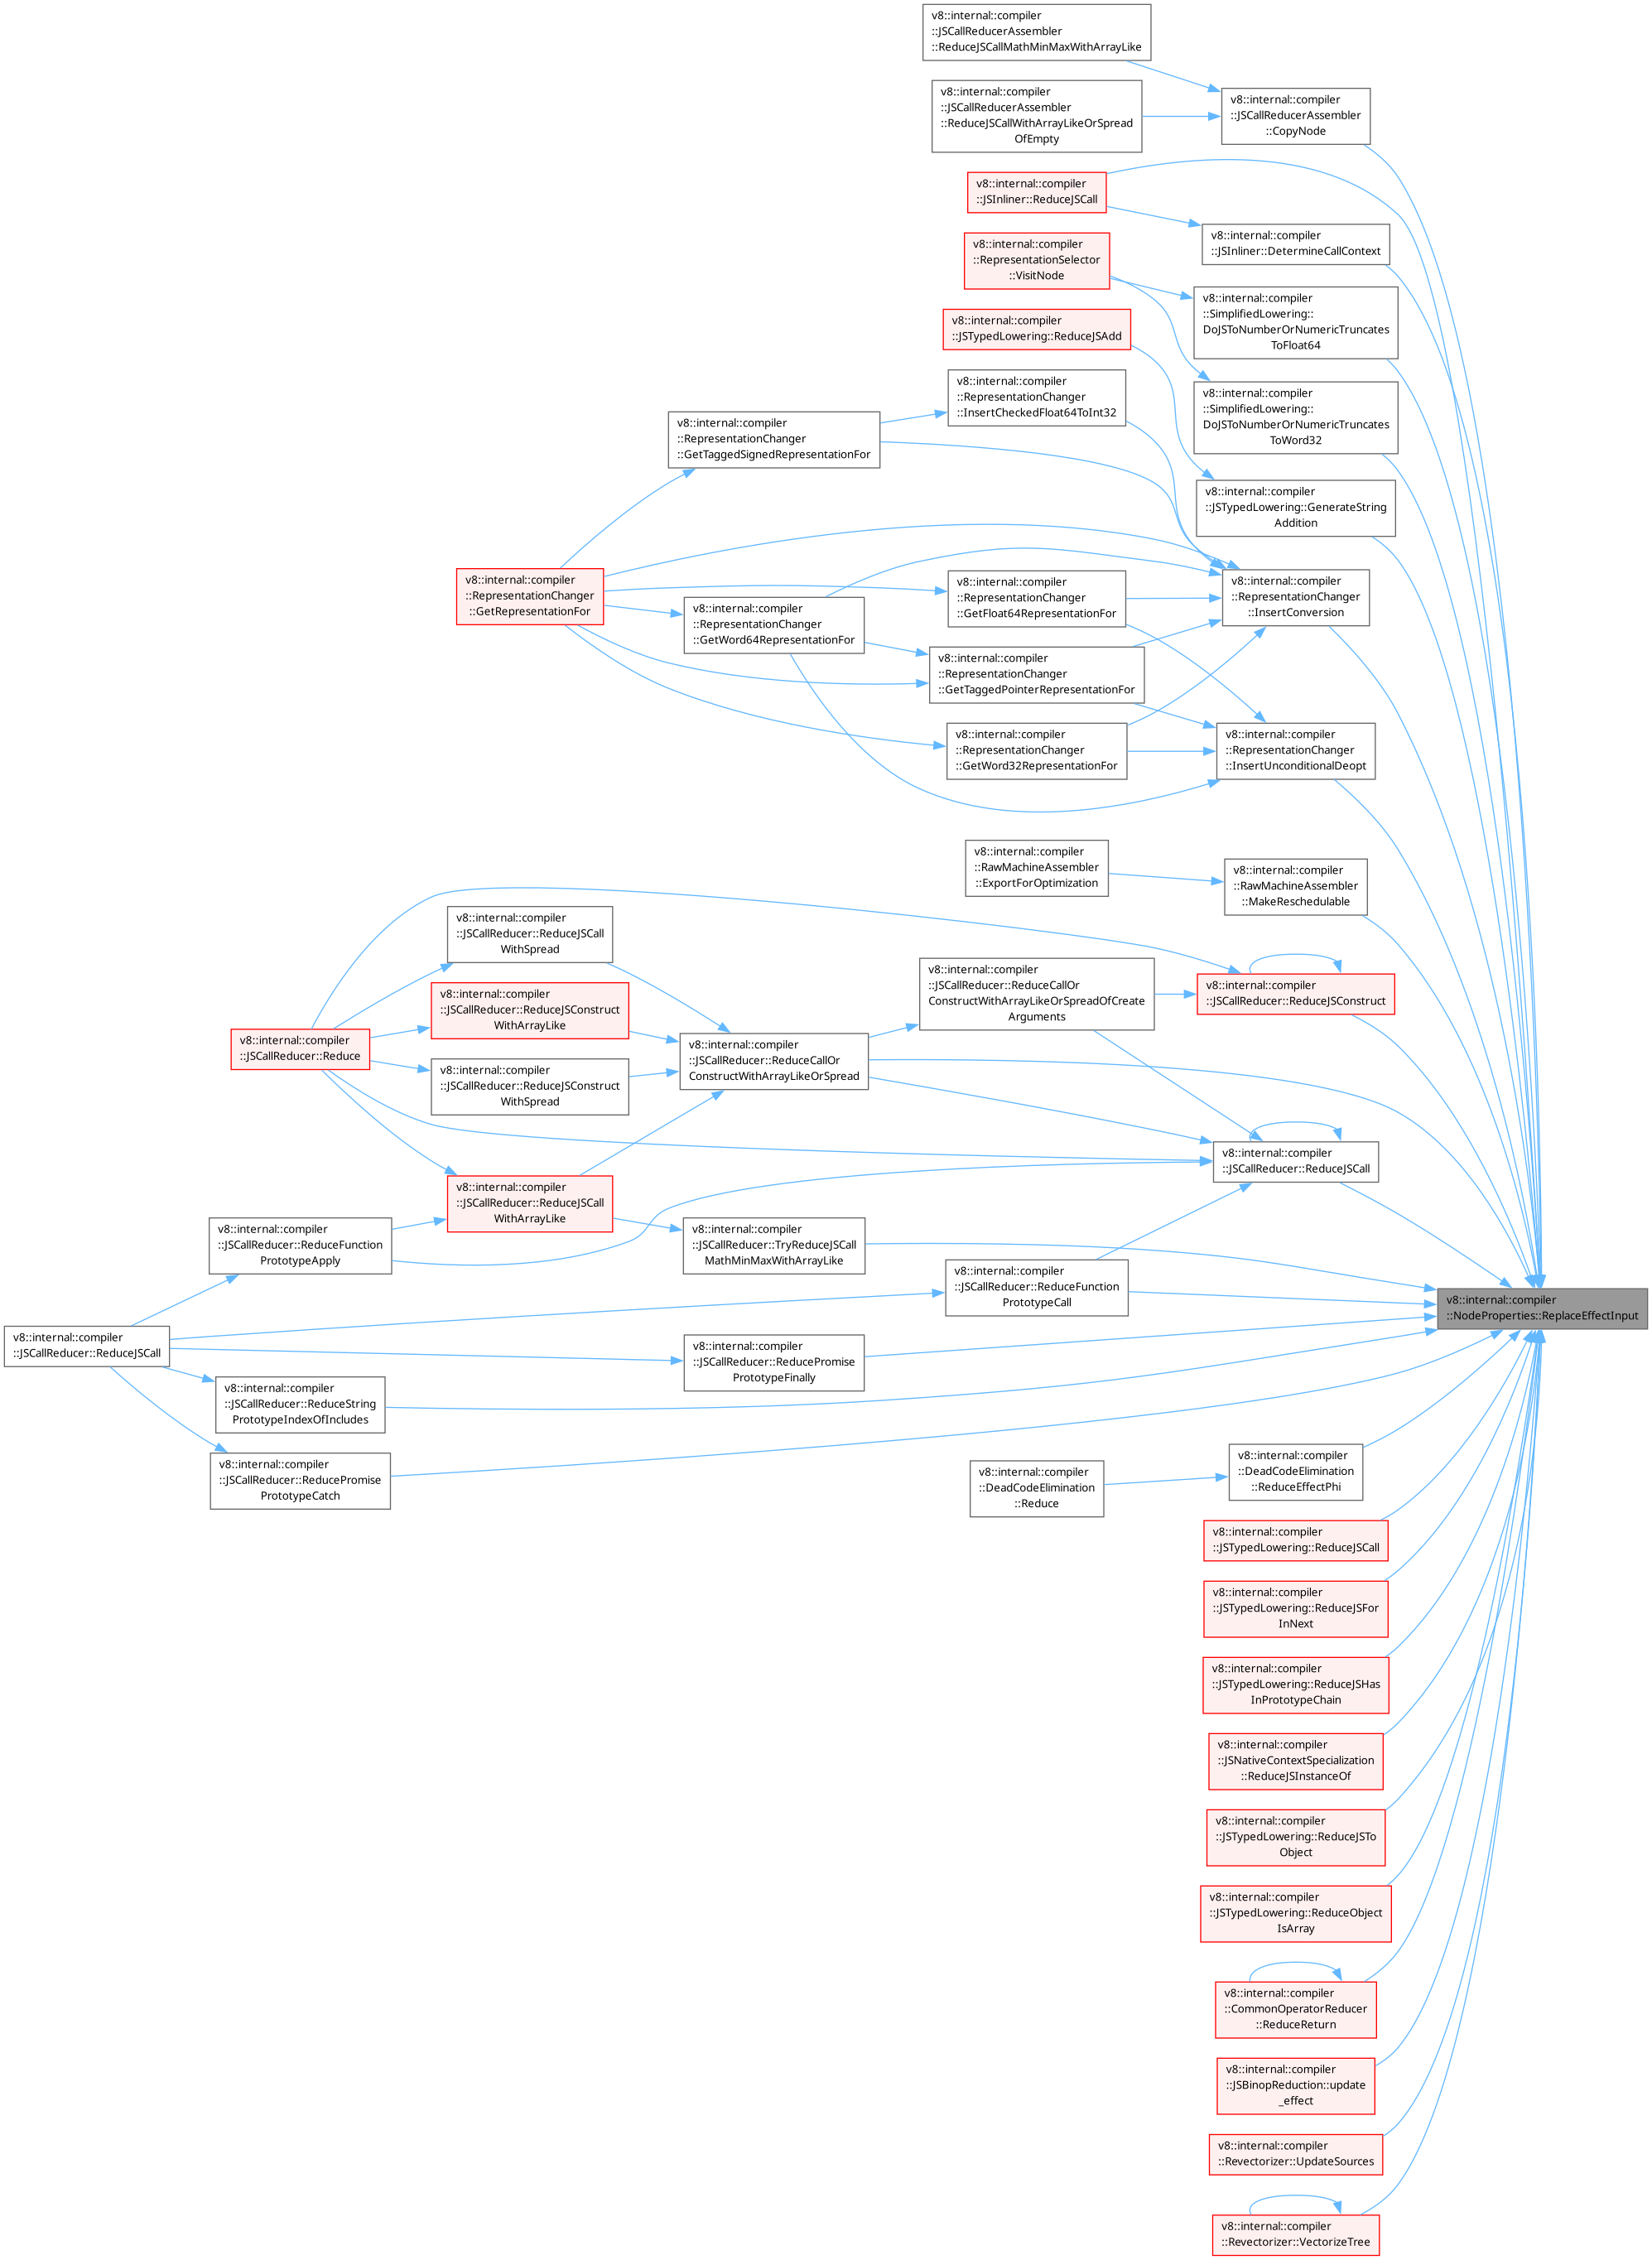 v8::internal::compiler
::JSCallReducerAssembler
::ReduceJSCallMathMinMaxWithArrayLike
v8::internal::compiler
::JSCallReducerAssembler
::ReduceJSCallWithArrayLikeOrSpread
OfEmpty
v8::internal::compiler
::JSCallReducerAssembler
::CopyNode
v8::internal::compiler
::JSInliner::ReduceJSCall
v8::internal::compiler
::JSInliner::DetermineCallContext
v8::internal::compiler
::RepresentationSelector
::VisitNode
v8::internal::compiler
::SimplifiedLowering::
DoJSToNumberOrNumericTruncates
ToFloat64
v8::internal::compiler
::JSTypedLowering::ReduceJSAdd
v8::internal::compiler
::SimplifiedLowering::
DoJSToNumberOrNumericTruncates
ToWord32
v8::internal::compiler
::RepresentationChanger
::InsertCheckedFloat64ToInt32
v8::internal::compiler
::RepresentationChanger
::GetTaggedSignedRepresentationFor
v8::internal::compiler
::JSTypedLowering::GenerateString
Addition
v8::internal::compiler
::RepresentationChanger
::GetRepresentationFor
v8::internal::compiler
::RepresentationChanger
::GetWord64RepresentationFor
v8::internal::compiler
::RepresentationChanger
::GetFloat64RepresentationFor
v8::internal::compiler
::RepresentationChanger
::InsertConversion
v8::internal::compiler
::RepresentationChanger
::GetTaggedPointerRepresentationFor
v8::internal::compiler
::RepresentationChanger
::GetWord32RepresentationFor
v8::internal::compiler
::RepresentationChanger
::InsertUnconditionalDeopt
v8::internal::compiler
::RawMachineAssembler
::ExportForOptimization
v8::internal::compiler
::RawMachineAssembler
::MakeReschedulable
v8::internal::compiler
::JSCallReducer::ReduceJSCall
WithSpread
v8::internal::compiler
::JSCallReducer::ReduceJSConstruct
WithArrayLike
v8::internal::compiler
::JSCallReducer::ReduceCallOr
ConstructWithArrayLikeOrSpreadOfCreate
Arguments
v8::internal::compiler
::JSCallReducer::ReduceJSConstruct
v8::internal::compiler
::JSCallReducer::Reduce
v8::internal::compiler
::JSCallReducer::ReduceJSConstruct
WithSpread
v8::internal::compiler
::JSCallReducer::ReduceCallOr
ConstructWithArrayLikeOrSpread
v8::internal::compiler
::JSCallReducer::ReduceJSCall
v8::internal::compiler
::JSCallReducer::ReduceJSCall
WithArrayLike
v8::internal::compiler
::JSCallReducer::ReduceFunction
PrototypeApply
v8::internal::compiler
::JSCallReducer::TryReduceJSCall
MathMinMaxWithArrayLike
v8::internal::compiler
::JSCallReducer::ReduceFunction
PrototypeCall
v8::internal::compiler
::NodeProperties::ReplaceEffectInput
v8::internal::compiler
::JSCallReducer::ReduceJSCall
v8::internal::compiler
::JSCallReducer::ReducePromise
PrototypeFinally
v8::internal::compiler
::JSCallReducer::ReduceString
PrototypeIndexOfIncludes
v8::internal::compiler
::JSCallReducer::ReducePromise
PrototypeCatch
v8::internal::compiler
::DeadCodeElimination
::Reduce
v8::internal::compiler
::DeadCodeElimination
::ReduceEffectPhi
v8::internal::compiler
::JSTypedLowering::ReduceJSCall
v8::internal::compiler
::JSTypedLowering::ReduceJSFor
InNext
v8::internal::compiler
::JSTypedLowering::ReduceJSHas
InPrototypeChain
v8::internal::compiler
::JSNativeContextSpecialization
::ReduceJSInstanceOf
v8::internal::compiler
::JSTypedLowering::ReduceJSTo
Object
v8::internal::compiler
::JSTypedLowering::ReduceObject
IsArray
v8::internal::compiler
::CommonOperatorReducer
::ReduceReturn
v8::internal::compiler
::JSBinopReduction::update
_effect
v8::internal::compiler
::Revectorizer::UpdateSources
v8::internal::compiler
::Revectorizer::VectorizeTree